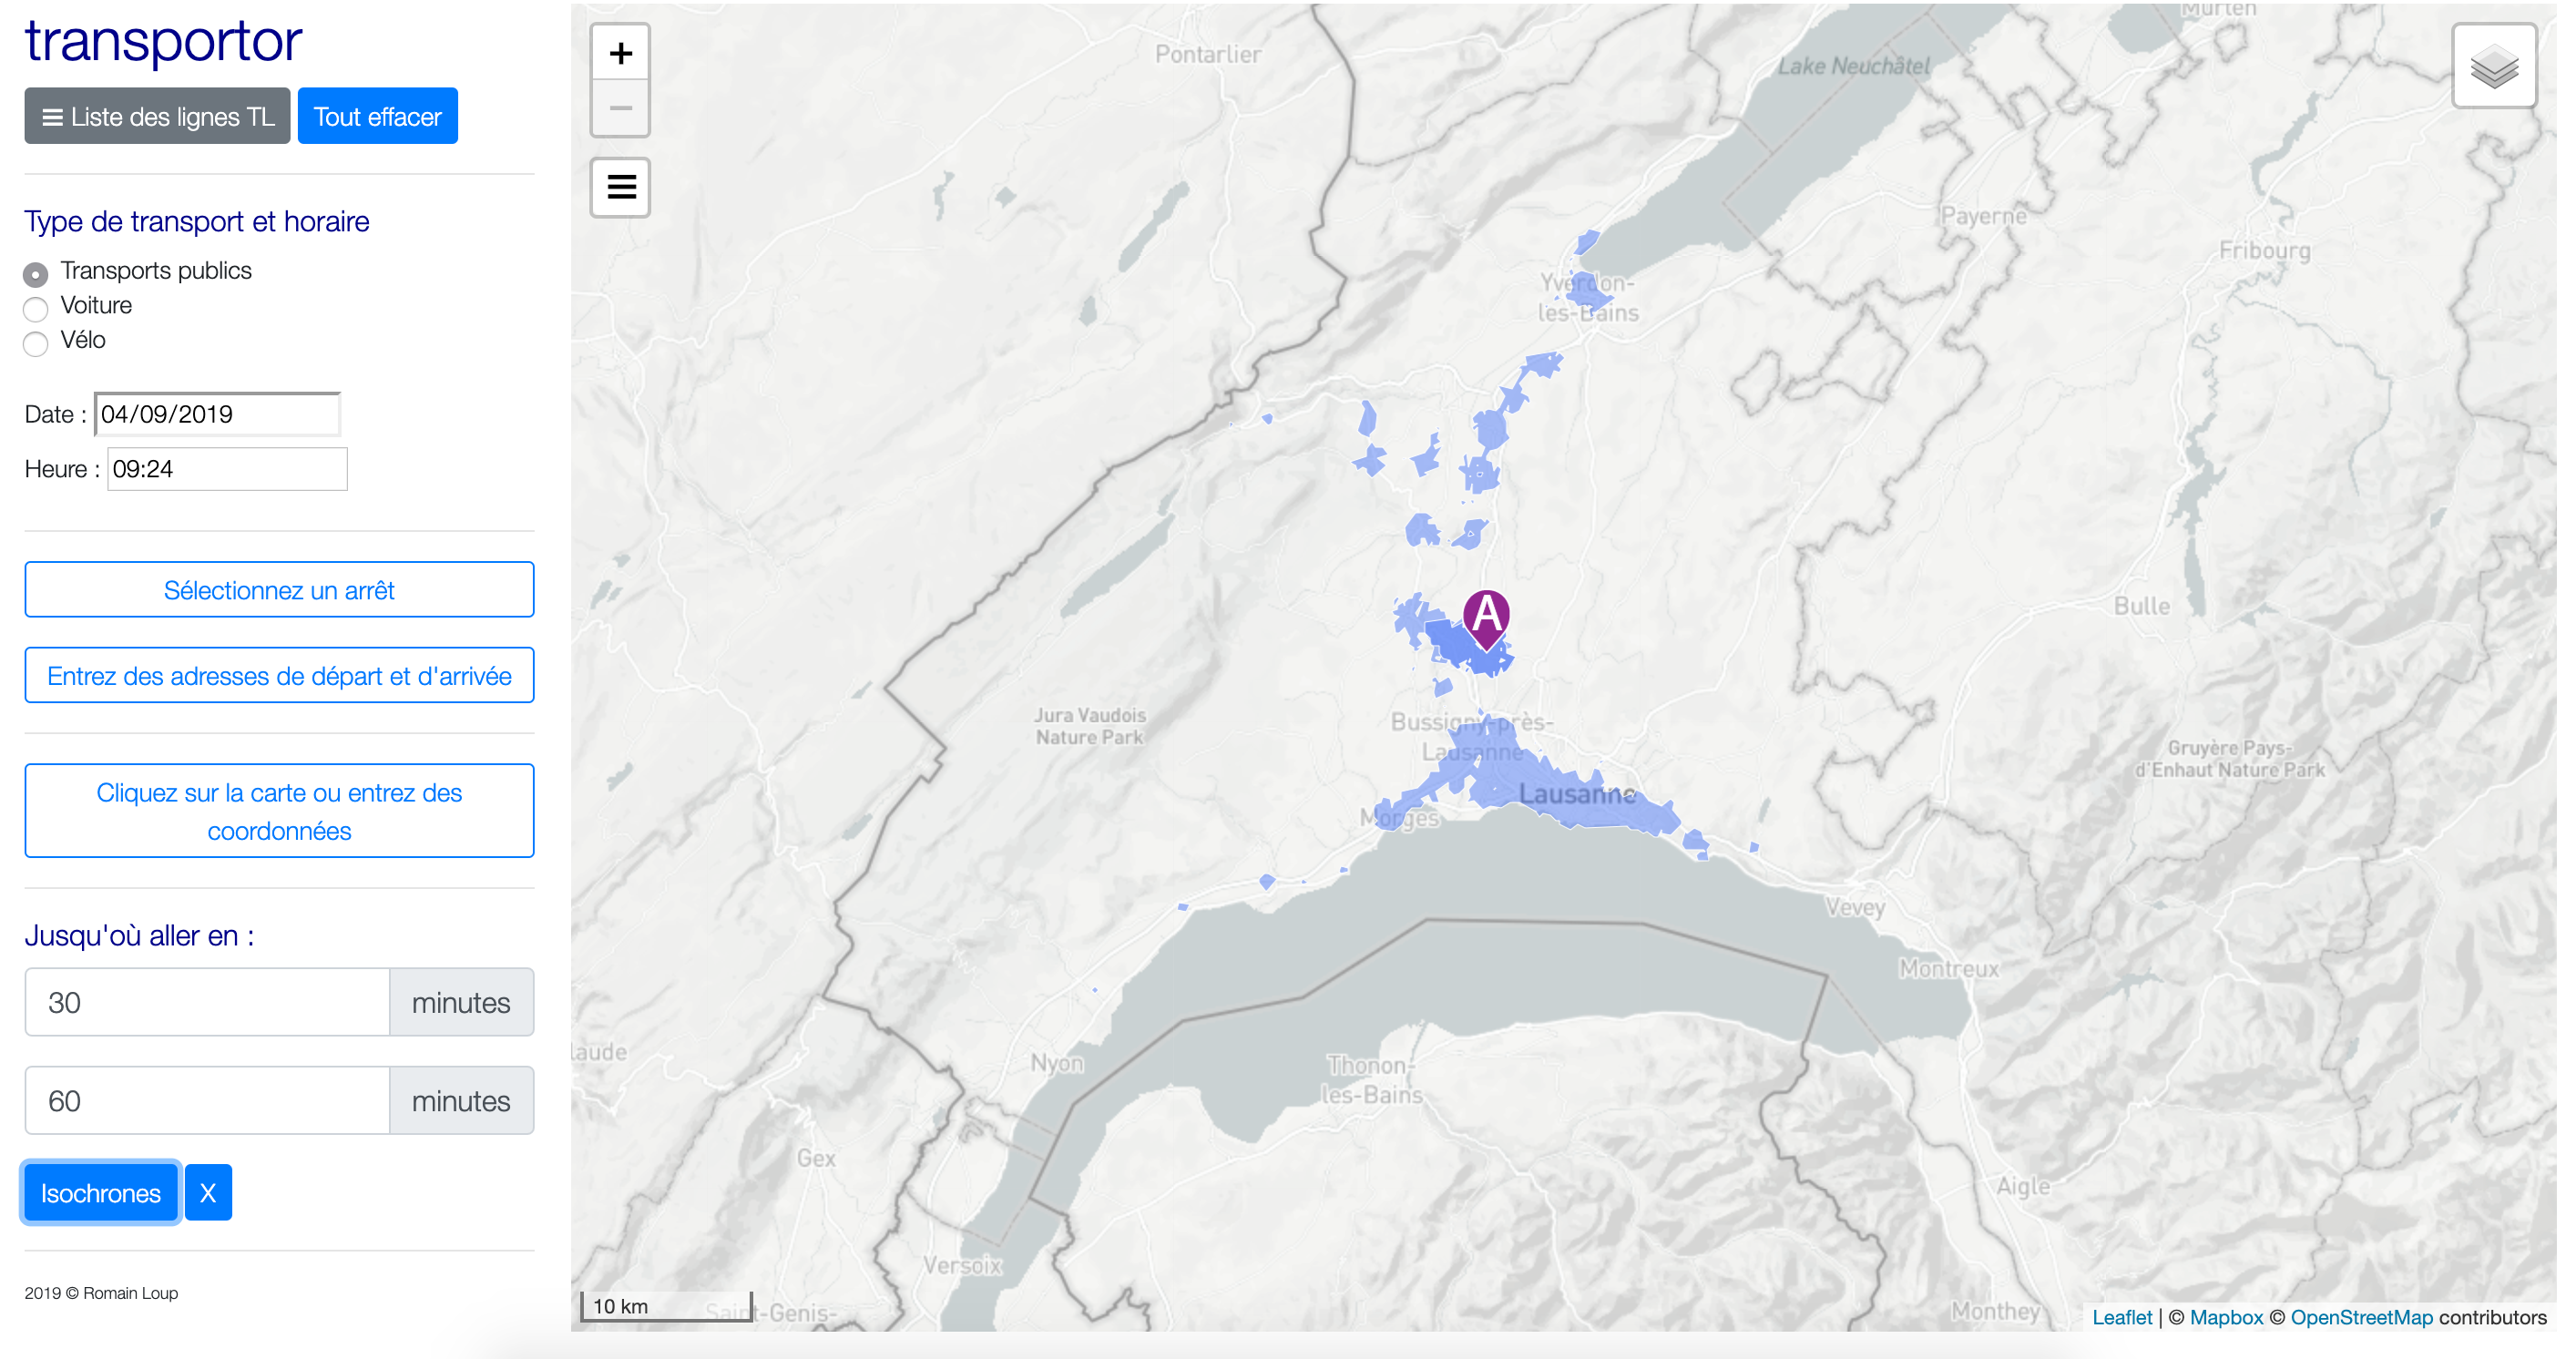 transportor
Liste des lignes TL
Tout effacer
Type de transport et horaire
Transports publics
Voiture
Vélo
Date :
04/09/2019
Heure :
09:24
Sélectionnez un arrêt
Entrez des adresses de départ et d'arrivée
Cliquez sur la carte ou entrez des
coordonnées
Jusqu'où aller en :
30
minutes
60
minutes
Isochrones
X
2019 © Romain Loup
+
−
Pontarlier
Lake Neuchâtel
Murten
Payerne
Fribourg
Yverdon-
les-Bains
Bulle
A
Jura Vaudois
Nature Park
Bussigny-près-
Lausanne
Lausanne
Morges
Gruyère Pays-
d'Enhaut Nature Park
Vevey
Montreux
Nyon
laude
Thonon-
les-Bains
Gex
Aigle
Versoix
Saint-Genis-
Monthey
10 km
Leaflet | © Mapbox © OpenStreetMap contributors